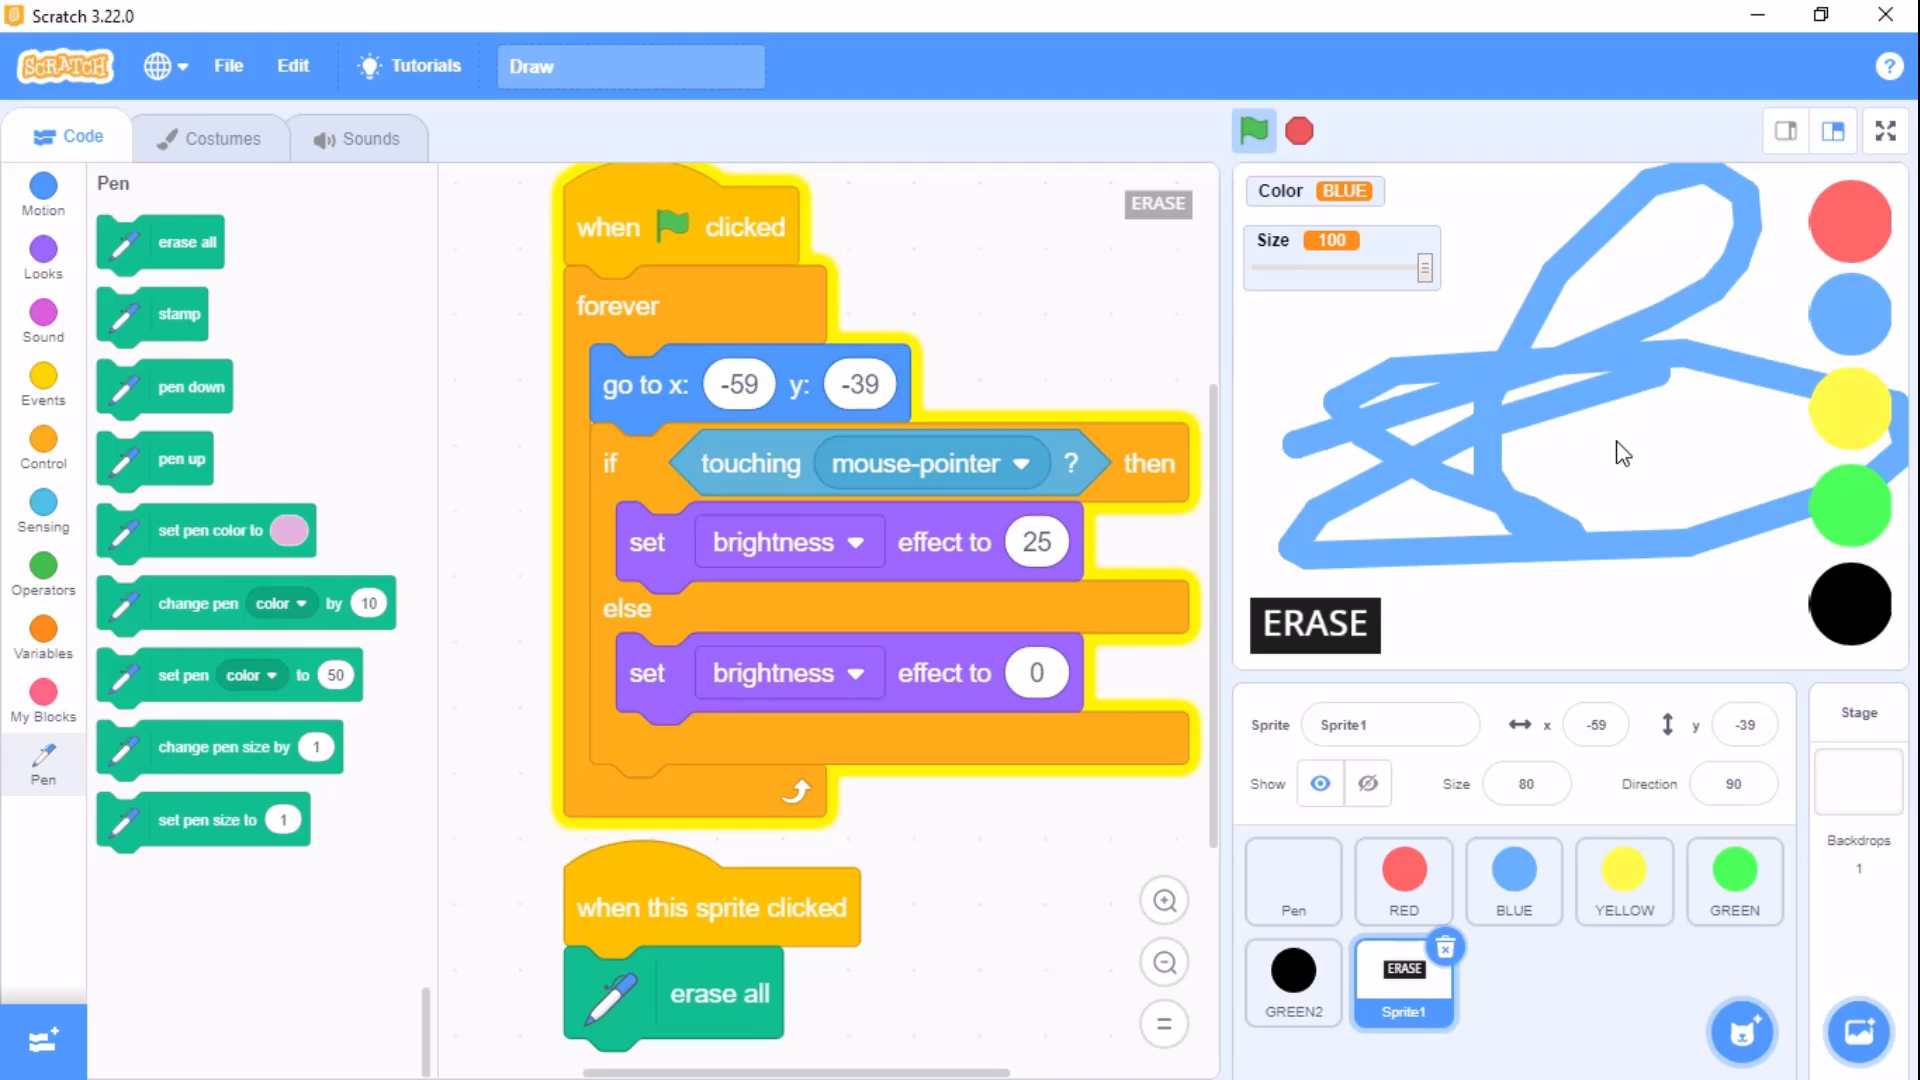 Scratch 3.22.0
SCRATCH
File
Edit
Tutorials
Draw
?
Code
Costumes
Sounds
Motion
Looks
Sound
Events
Control
Sensing
Operators
Variables
My Blocks
Pen
Pen
erase all
stamp
pen down
pen up
set pen color to
change pen color by 10
set pen color to 50
change pen size by 1
set pen size to 1
when clicked
forever
go to x: -59 y: -39
if touching mouse-pointer ? then
set brightness effect to 25
else
set brightness effect to 0
when this sprite clicked
erase all
ERASE
Color BLUE
Size 100
ERASE
Sprite Sprite1 x -59 y -39
Show Size 80 Direction 90
Pen
RED
BLUE
YELLOW
GREEN
GREEN2
ERASE
Sprite1
Stage
Backdrops
1